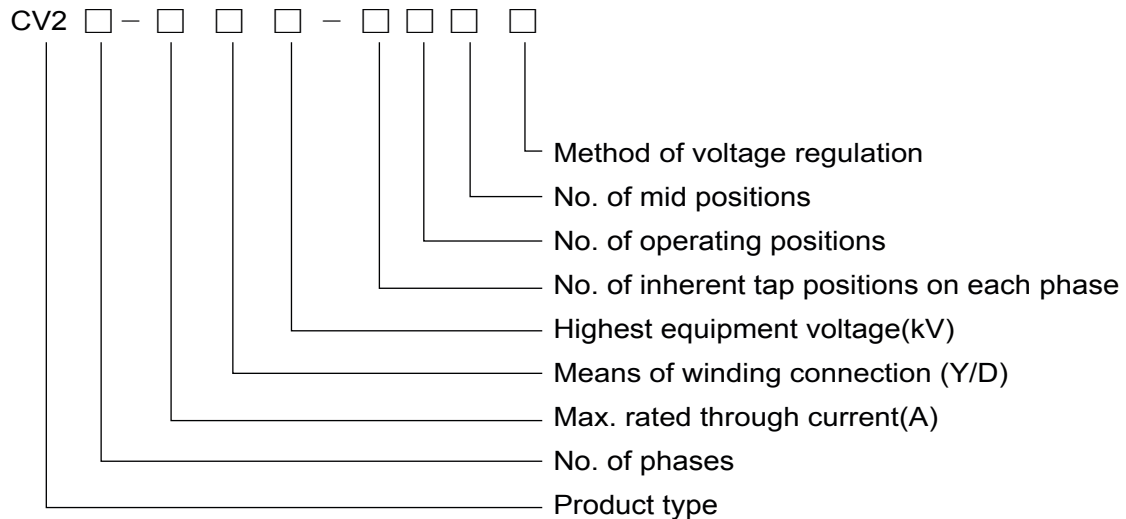 CV2 □ – □ □ □ – □ □ □ □
Method of voltage regulation
No. of mid positions
No. of operating positions
No. of inherent tap positions on each phase
Highest equipment voltage(kV)
Means of winding connection (Y/D)
Max. rated through current(A)
No. of phases
Product type